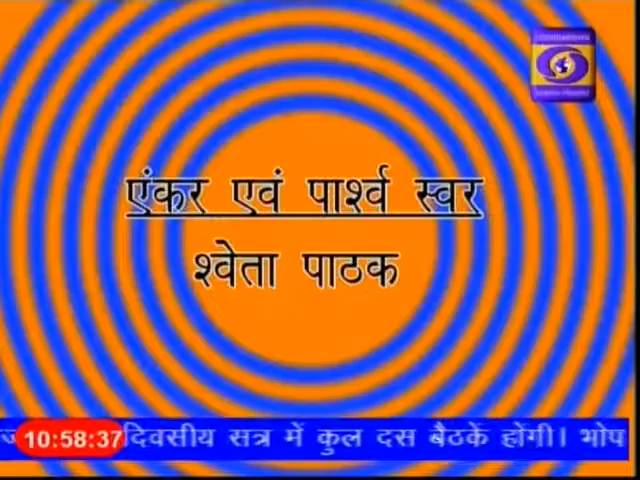 एंकर एवं पार्श्व स्वर
श्वेता पाठक
10:58:37 दिवसीय सत्र में कुल दस बैठके होंगी। भोप